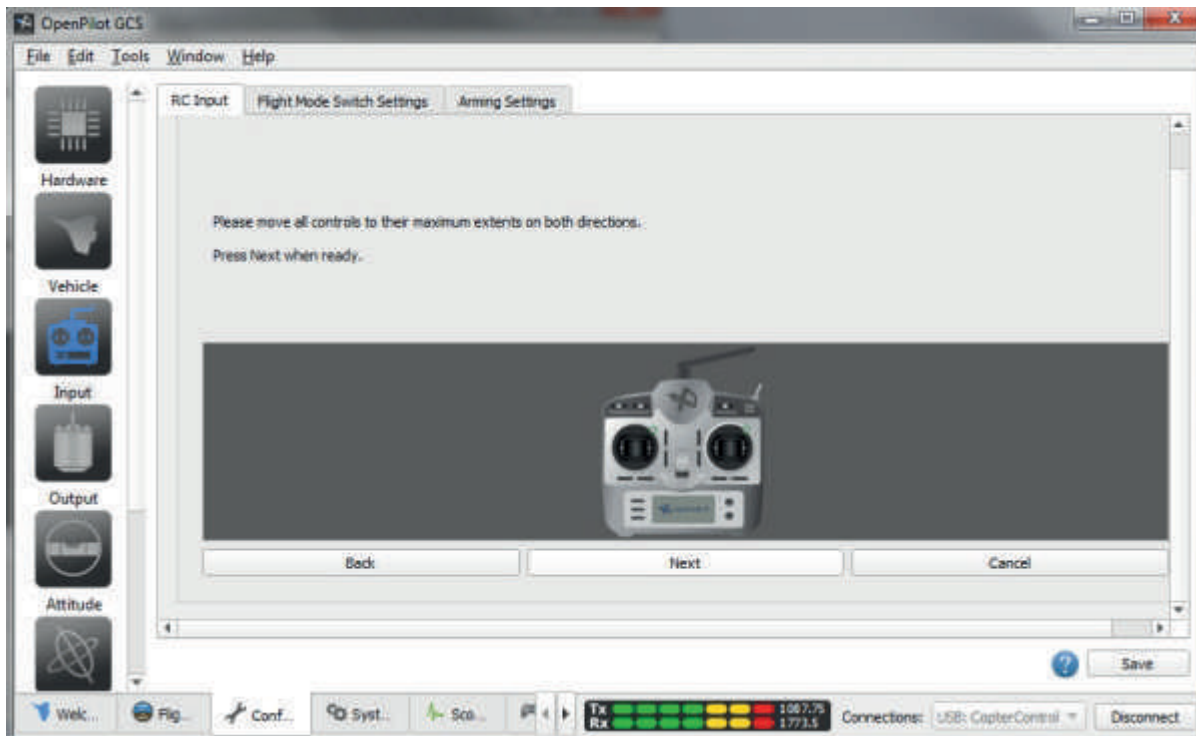 OpenPilot GCS
File Edit Tools Window Help
RC Input Flight Mode Switch Settings Arming Settings
Hardware
Please move all controls to their maximum extents on both directions.
Press Next when ready.
Vehicle
Input
Output
Back Next Cancel
Attitude
Save
Welc... Flig... Conf... Syst... Sco...
Tx 1087.75
Rx 1773.5
Connections: USB: CopterControl Disconnect